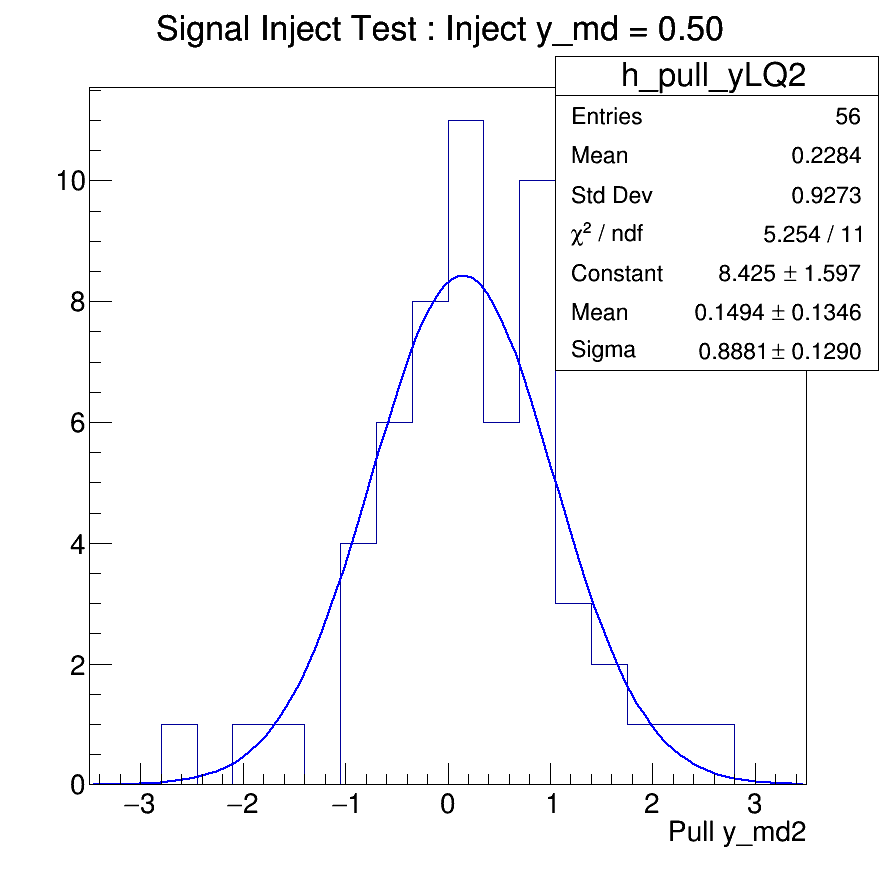 Signal Inject Test : Inject y_md = 0.50
h_pull_yLQ2
Entries 56
Mean 0.2284
Std Dev 0.9273
χ² / ndf 5.254 / 11
Constant 8.425 ± 1.597
Mean 0.1494 ± 0.1346
Sigma 0.8881 ± 0.1290
10
8
6
4
2
0
−3 −2 −1 0 1 2 3
Pull y_md2